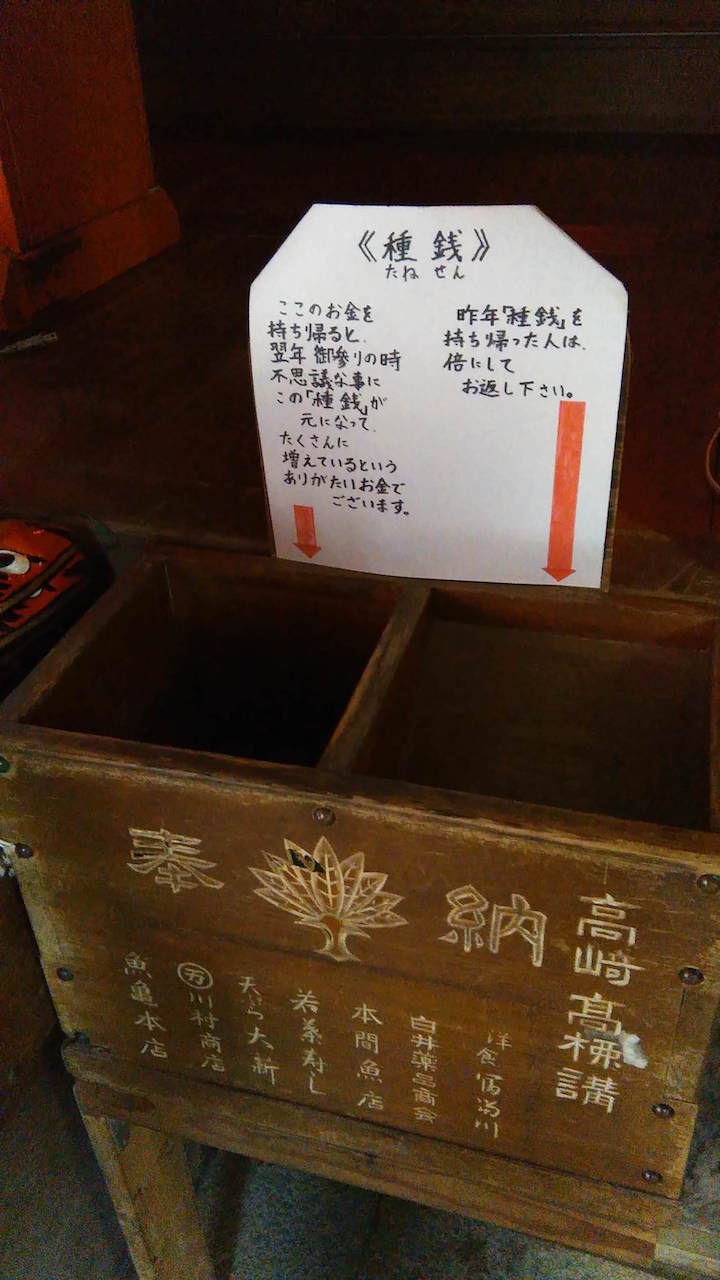 《種銭》
たねせん
ここのお金を
持ち帰ると、
翌年御参りの時
不思議な事に
この「種銭」が
元になって、
たくさんに
増えているという
ありがたいお金で
ございます。
昨年「種銭」を
持ち帰った人は、
倍にして
お返し下さい。
奉納
高崎高

講
洋食
川
白井薬品商会
本間魚店
若菜寿し
天ぷら大新
万川村商店
魚亀本店